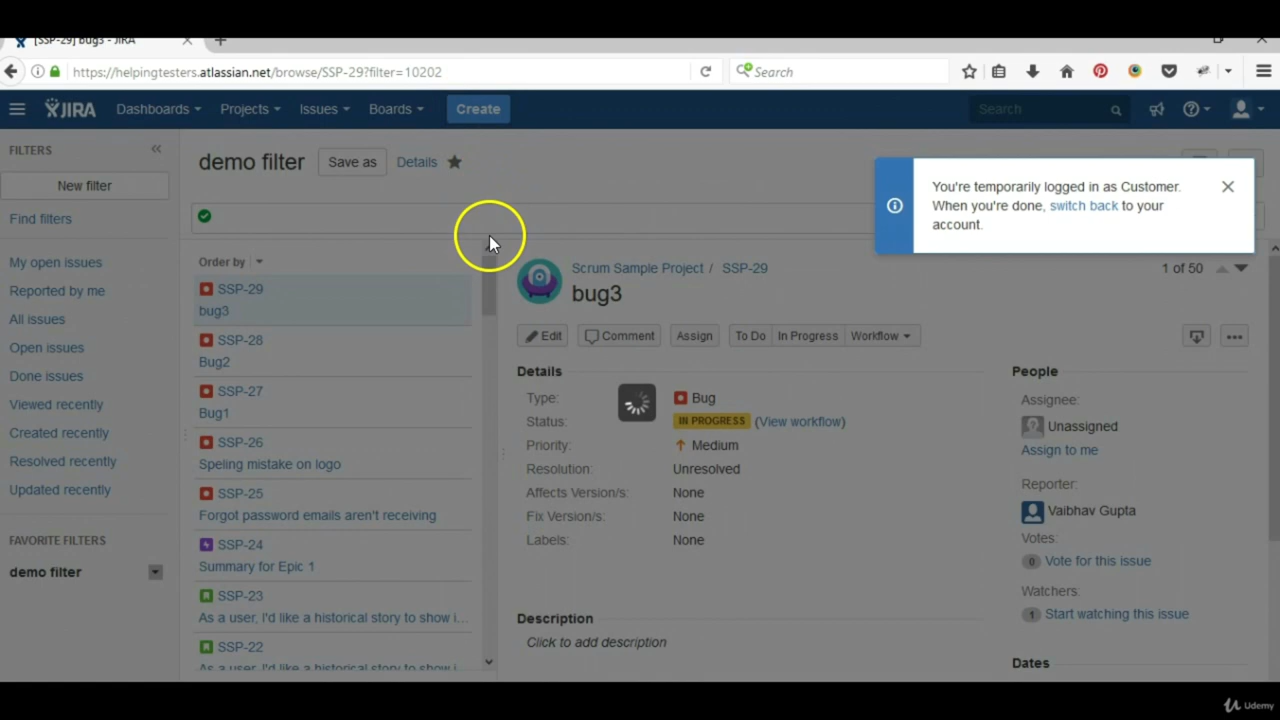 [SSP-29] bug3 - JIRA
https://helpingtesters.atlassian.net/browse/SSP-29?filter=10202
Search
JIRA
Dashboards
Projects
Issues
Boards
Create
Search
FILTERS
New filter
Find filters
My open issues
Reported by me
All issues
Open issues
Done issues
Viewed recently
Created recently
Resolved recently
Updated recently
FAVORITE FILTERS
demo filter
demo filter
Save as
Details
You're temporarily logged in as Customer.
When you're done, switch back to your
account.
Order by
SSP-29
bug3
SSP-28
Bug2
SSP-27
Bug1
SSP-26
Speling mistake on logo
SSP-25
Forgot password emails aren't receiving
SSP-24
Summary for Epic 1
SSP-23
As a user, I'd like a historical story to show i...
SSP-22
As a user, I'd like a historical story to show i...
Scrum Sample Project / SSP-29
1 of 50
bug3
Edit
Comment
Assign
To Do
In Progress
Workflow
Details
Type: Bug
Status: IN PROGRESS (View workflow)
Priority: Medium
Resolution: Unresolved
Affects Version/s: None
Fix Version/s: None
Labels: None
Description
Click to add description
People
Assignee:
Unassigned
Assign to me
Reporter:
Vaibhav Gupta
Votes:
0 Vote for this issue
Watchers:
1 Start watching this issue
Dates
Udemy